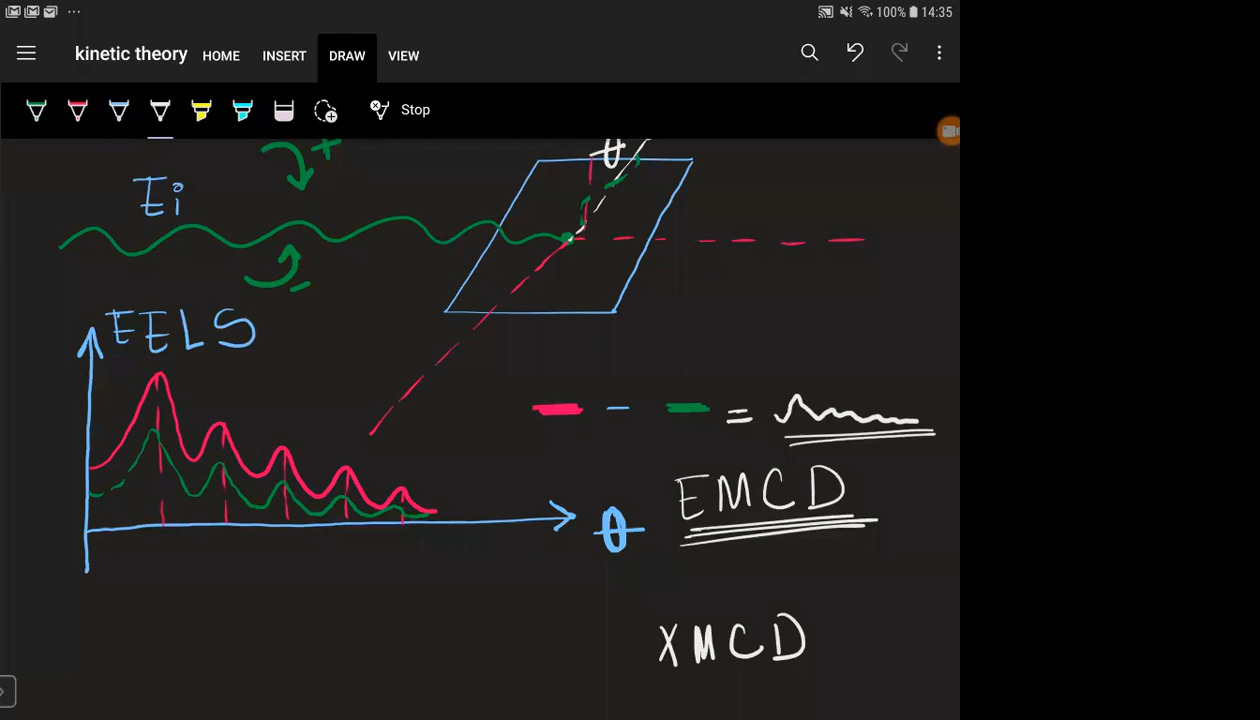 100% 14:35
kinetic theory HOME INSERT DRAW VIEW
Stop
+
θ
Ei
-
EELS
- =
EMCD
θ
XMCD